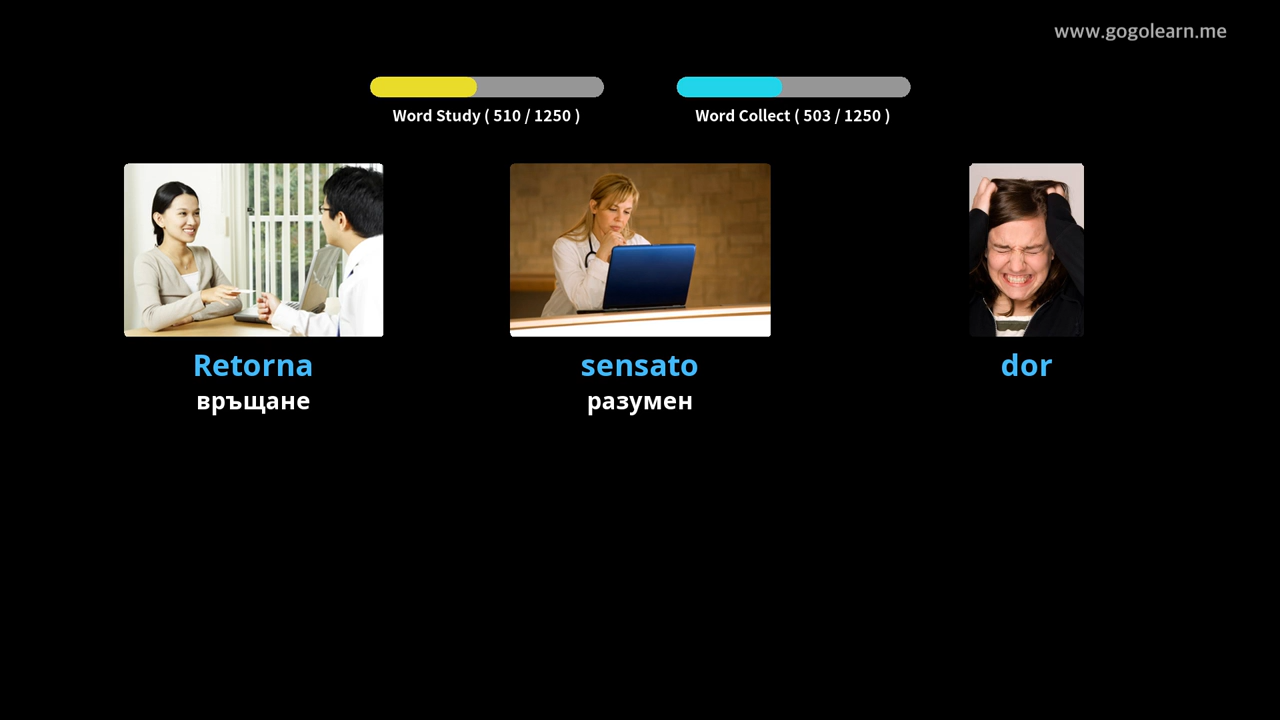 www.gogolearn.me
Word Study ( 510 / 1250 )
Word Collect ( 503 / 1250 )
Retorna
sensato
dor
връщане
разумен